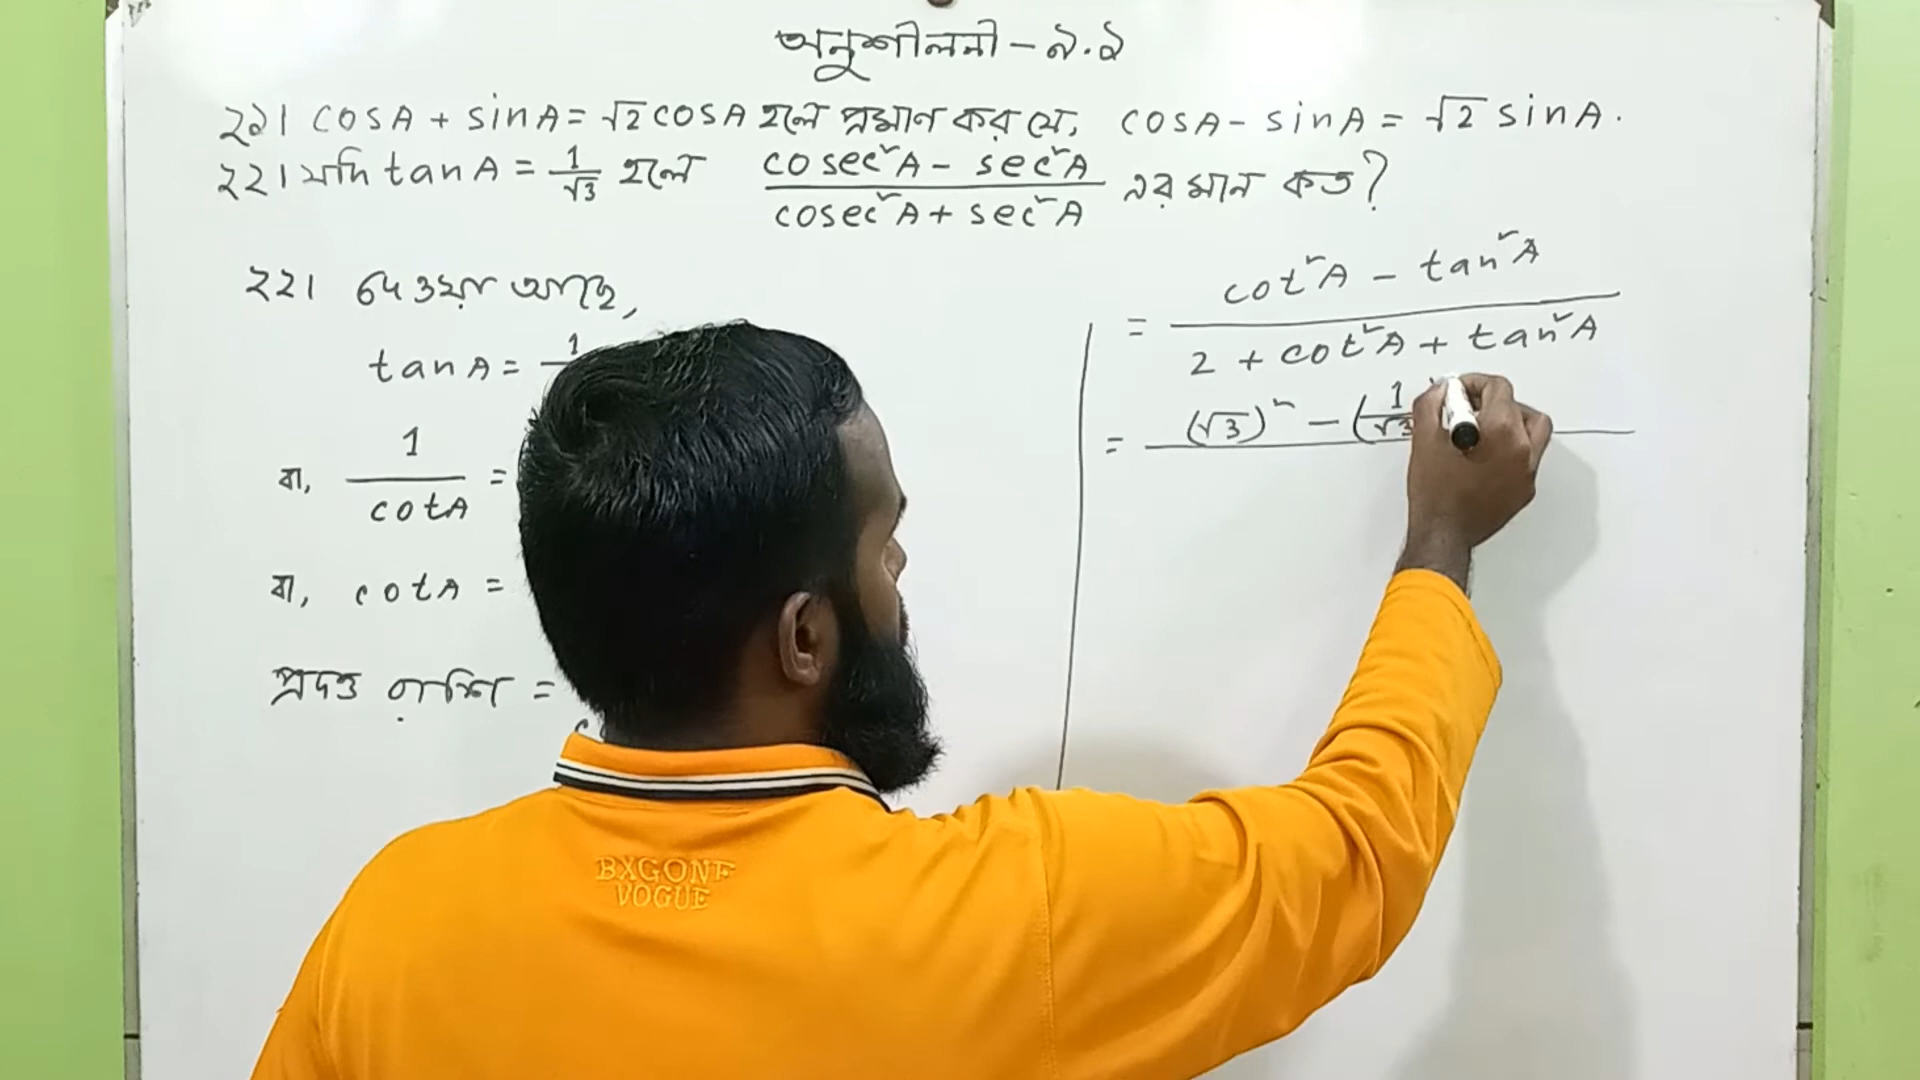 অনুশীলনী - ৯.১
২১। cosA + sinA = √2 cosA হলে প্রমাণ কর যে, cosA - sinA = √2 sinA.
২২। যদি tanA = 1/√3 হলে (cosec²A - sec²A)/(cosec²A + sec²A) এর মান কত?
২২। দেওয়া আছে,
tanA = 1
বা, 1/cotA =
বা, cotA =
প্রদত্ত রাশি =
= (cot²A - tan²A)/(2 + cot²A + tan²A)
= (√3)² - (1/√3
BXGONE
VOGUE